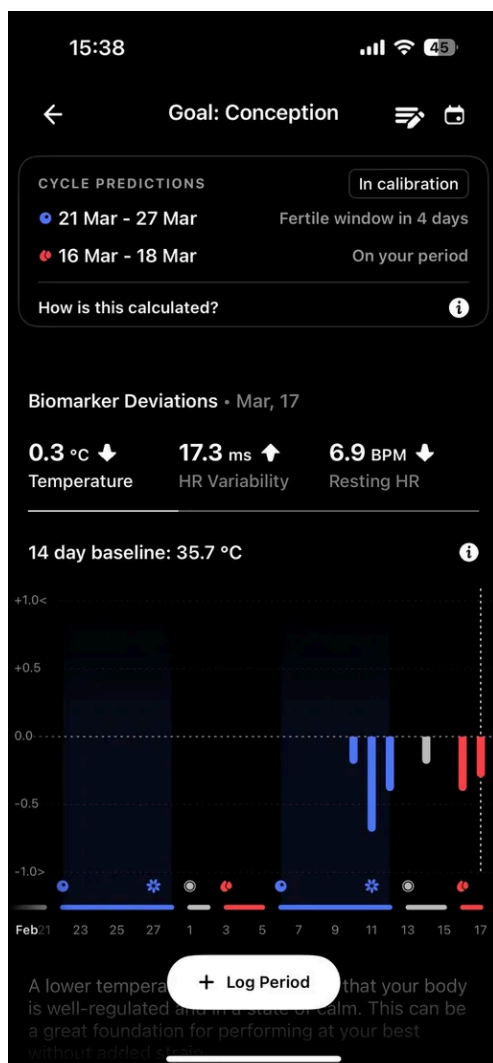 15:38
45
Goal: Conception
CYCLE PREDICTIONS
In calibration
21 Mar - 27 Mar
Fertile window in 4 days
16 Mar - 18 Mar
On your period
How is this calculated?
Biomarker Deviations • Mar, 17
0.3 °C
17.3 ms
6.9 BPM
Temperature
HR Variability
Resting HR
14 day baseline: 35.7 °C
+1.0<
+0.5
0.0
-0.5
-1.0>
Feb 21 23 25 27 1 3 5 7 9 11 13 15 17
+ Log Period
A lower tempera that your body
is well-regulated and in a state of calm. This can be
a great foundation for performing at your best
without added strain